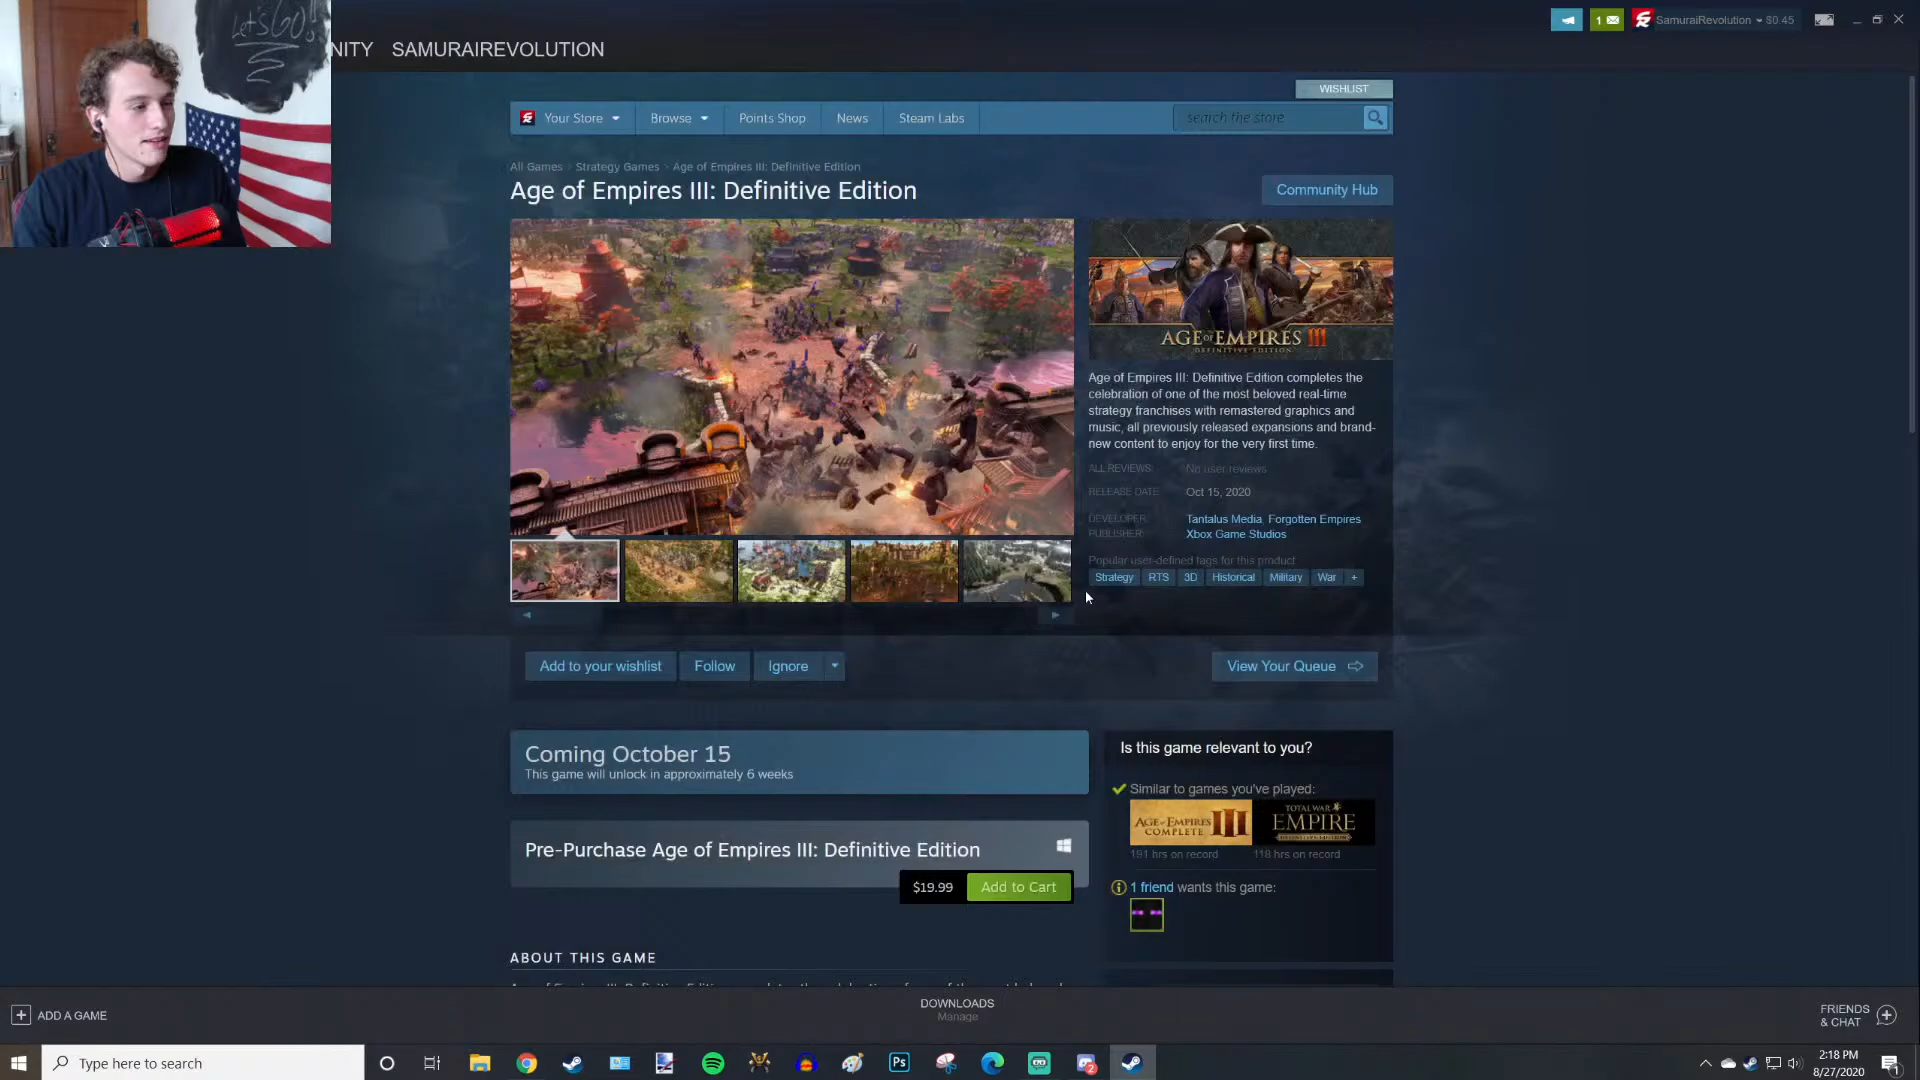 Let's GO!!
NITY SAMURAIREVOLUTION
1
SamuraiRevolution $0.45
WISHLIST
Your Store Browse Points Shop News Steam Labs search the store
All Games > Strategy Games > Age of Empires III: Definitive Edition
Age of Empires III: Definitive Edition
Community Hub
AGE OF EMPIRES III
DEFINITIVE EDITION
Age of Empires III: Definitive Edition completes the
celebration of one of the most beloved real-time
strategy franchises with remastered graphics and
music, all previously released expansions and brand-
new content to enjoy for the very first time.
ALL REVIEWS: No user reviews
RELEASE DATE: Oct 15, 2020
DEVELOPER: Tantalus Media, Forgotten Empires
PUBLISHER: Xbox Game Studios
Popular user-defined tags for this product:
Strategy RTS 3D Historical Military War +
Add to your wishlist Follow Ignore View Your Queue
Coming October 15
This game will unlock in approximately 6 weeks
Pre-Purchase Age of Empires III: Definitive Edition
$19.99 Add to Cart
Is this game relevant to you?
Similar to games you've played:
AGE OF EMPIRES III COMPLETE
TOTAL WAR EMPIRE
191 hrs on record 118 hrs on record
1 friend wants this game:
ABOUT THIS GAME
ADD A GAME
DOWNLOADS
Manage
FRIENDS
& CHAT
Type here to search
Ps
2
2:18 PM
8/27/2020
1